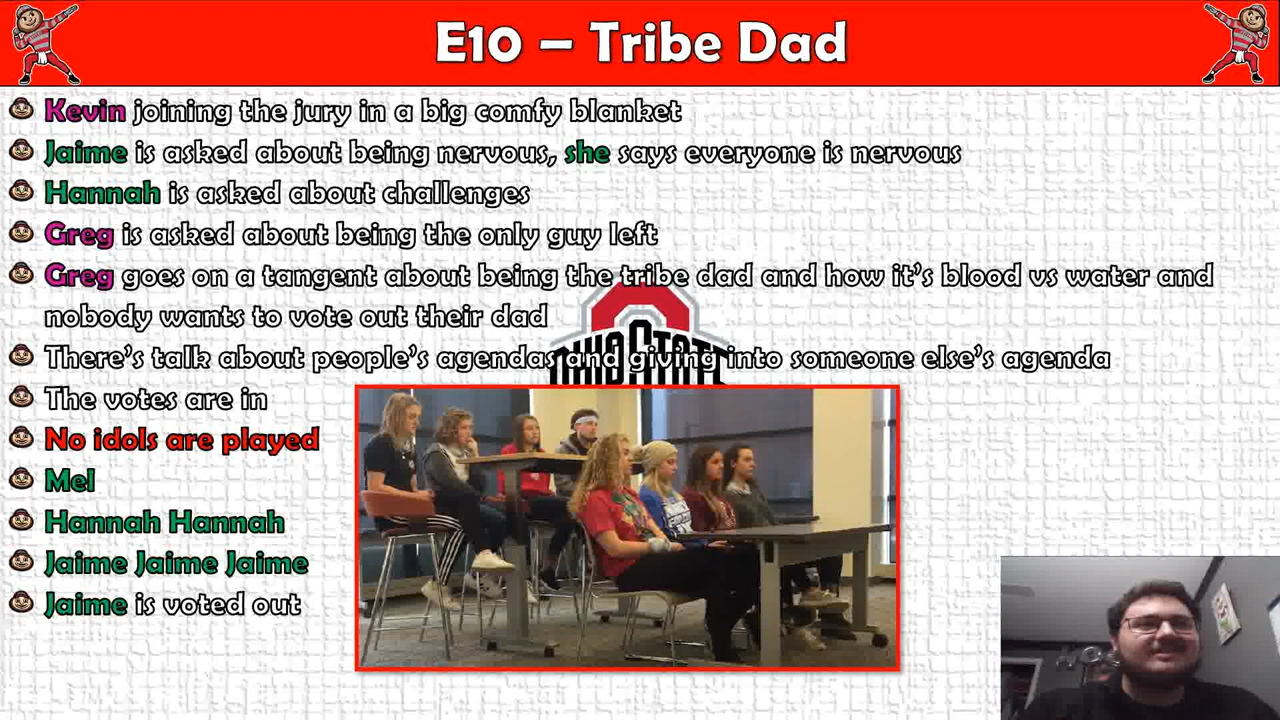 E10 – Tribe Dad
Kevin joining the jury in a big comfy blanket
Jaime is asked about being nervous, she says everyone is nervous
Hannah is asked about challenges
Greg is asked about being the only guy left
Greg goes on a tangent about being the tribe dad and how it's blood vs water and
nobody wants to vote out their dad
There's talk about people's agendas and giving into someone else's agenda
OHIO STATE
The votes are in
No idols are played
Mel
Hannah Hannah
Jaime Jaime Jaime
Jaime is voted out